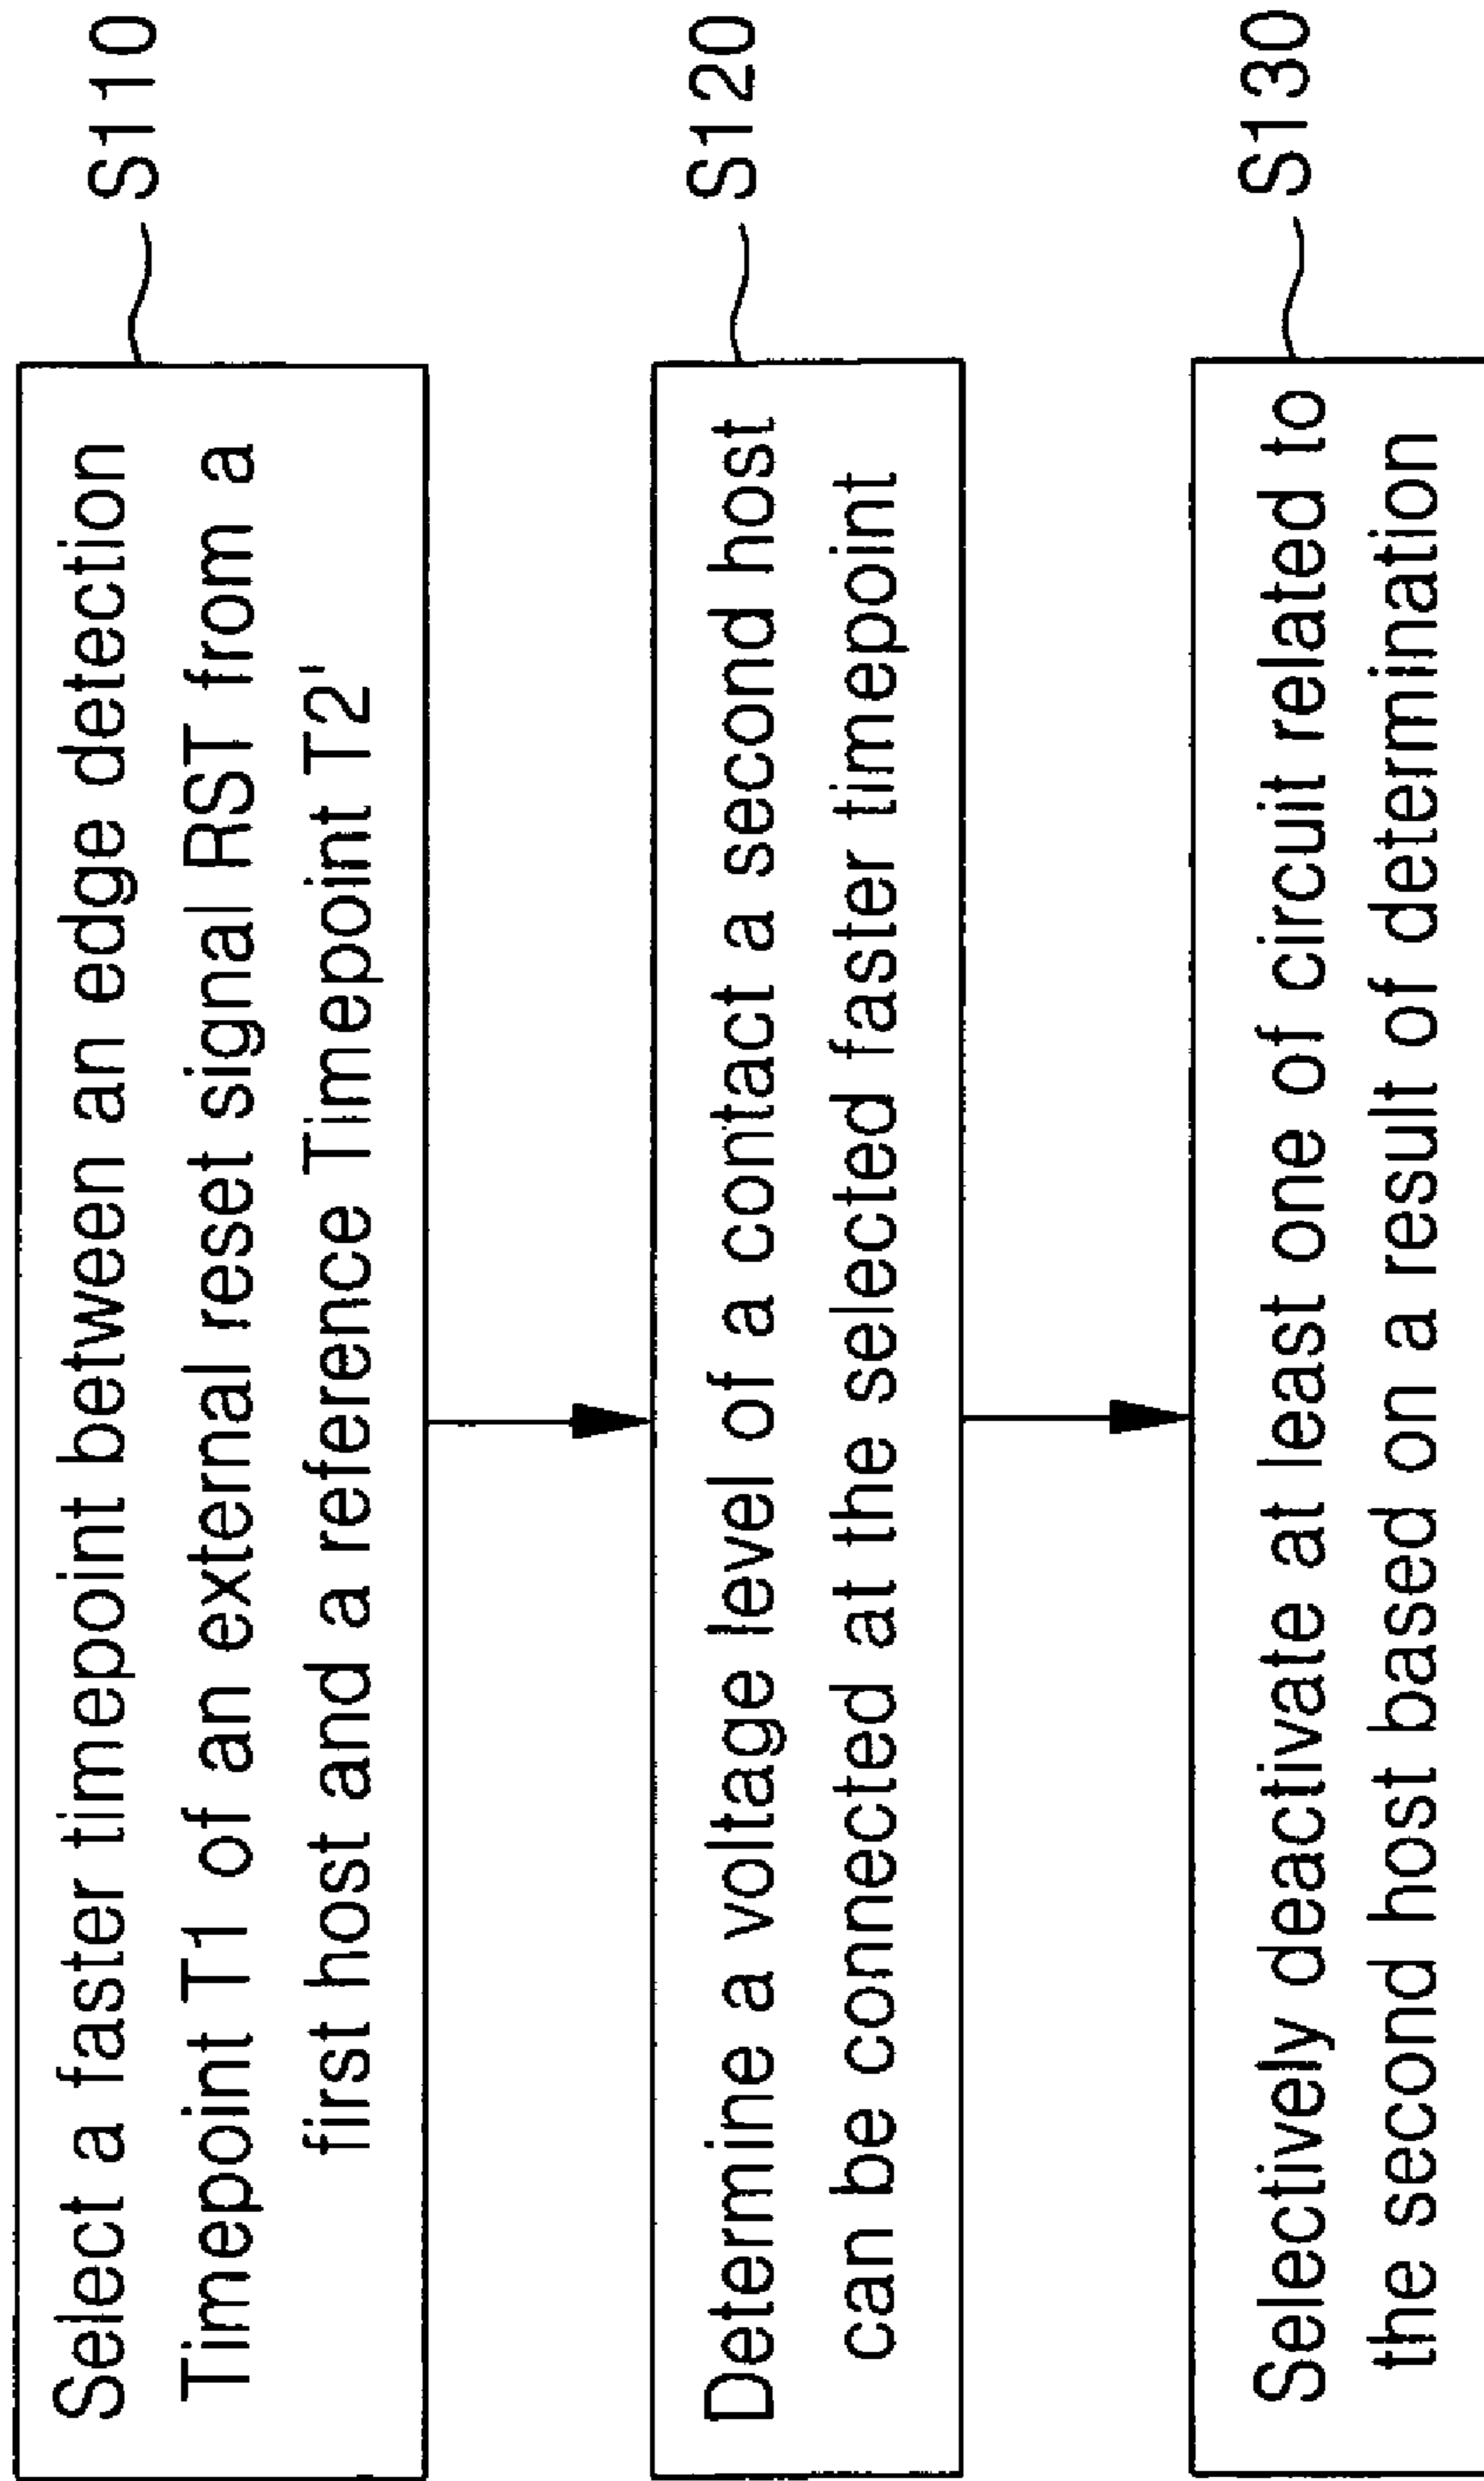 Select a faster timepoint between an edge detection
Timepoint T1 of an external reset signal RST from a
first host and a reference Timepoint T2'
S110
Determine a voltage level of a contact a second host
can be connected at the selected faster timepoint
S120
Selectively deactivate at least one of circuit related to
the second host based on a result of determination
S130